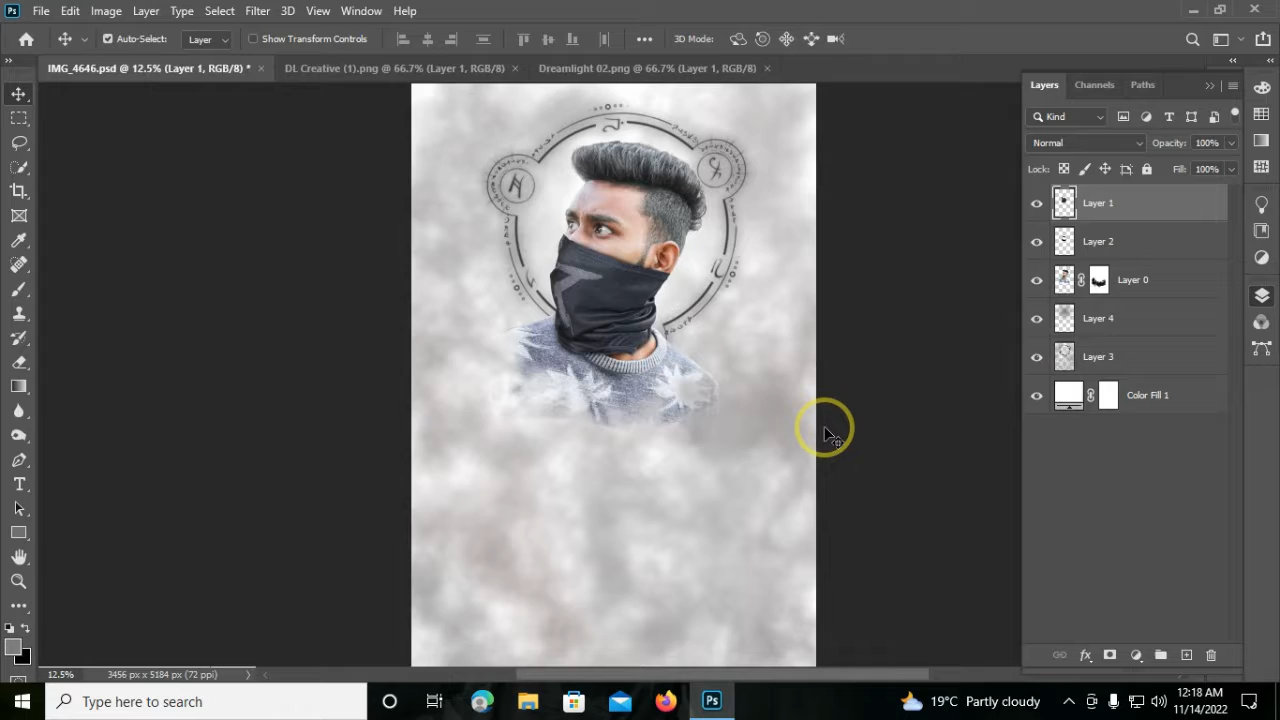 Ps File Edit Image Layer Type Select Filter 3D View Window Help
Auto-Select: Layer Show Transform Controls ••• 3D Mode:
IMG_4646.psd @ 12.5% (Layer 1, RGB/8) * × DL Creative (1).png @ 66.7% (Layer 1, RGB/8) × Dreamlight 02.png @ 66.7% (Layer 1, RGB/8) ×
Layers Channels Paths
Kind
Normal Opacity: 100%
Lock: Fill: 100%
Layer 1
Layer 2
Layer 0
Layer 4
Layer 3
Color Fill 1
12.5% 3456 px x 5184 px (72 ppi)
Type here to search
Ps
19°C Partly cloudy
12:18 AM
11/14/2022